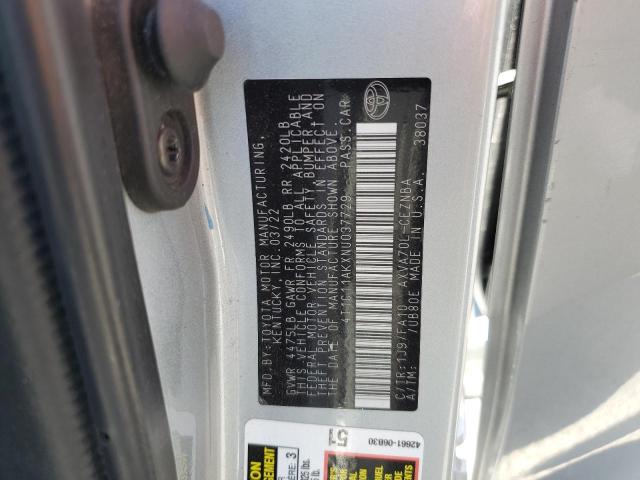 MFD.BY:TOYOTA MOTOR MANUFACTURING,
KENTUCKY, INC. 03/22
GVWR 4475LB GAWR FR 2490LB RR 2420LB
THIS VEHICLE CONFORMS TO ALL APPLICABLE
FEDERAL MOTOR VEHICLE SAFETY, BUMPER AND
THEFT PREVENTION STANDARDS IN EFFECT ON
THE DATE OF MANUFACTURE SHOWN ABOVE.
4T1G11AKXNU037729 PASS.CAR
C/TR:1J9/FA10 AXVA70L-CEZNBA
A/TM: /UB80E MADE IN U.S.A. 38037
42661-06B30
51